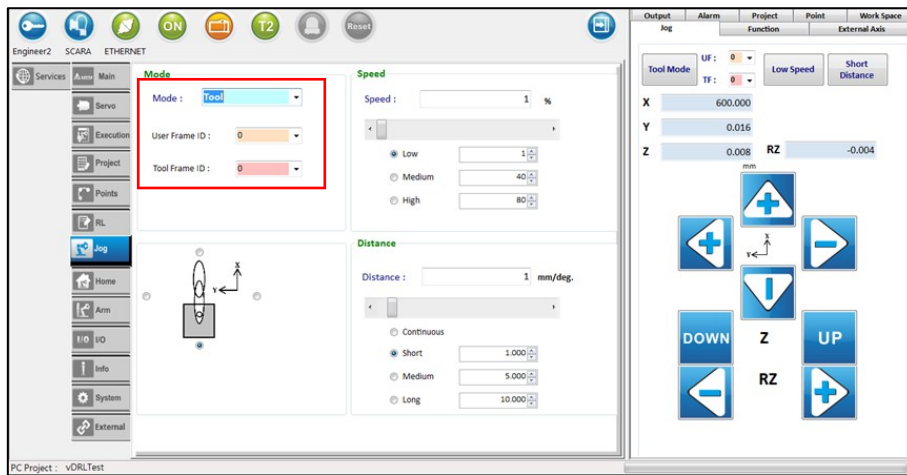 ON
T2
Reset
Engineer2 SCARA ETHERNET
Services
Main
Servo
Execution
Project
Points
RL
Jog
Home
Arm
I/O I/O
Info
System
External
Mode
Mode : Tool
User Frame ID : 0
Tool Frame ID : 0
X
Y
Speed
Speed : 1 %
Low 1
Medium 40
High 80
Distance
Distance : 1 mm/deg.
Continuous
Short 1.000
Medium 5.000
Long 10.000
Output Alarm Project Point Work Space
Jog Function External Axis
Tool Mode
UF : 0
TF : 0
Low Speed
Short Distance
X 600.000
Y 0.016
Z 0.008 RZ -0.004
mm
X
Y
DOWN Z UP
RZ
PC Project : vDRLTest